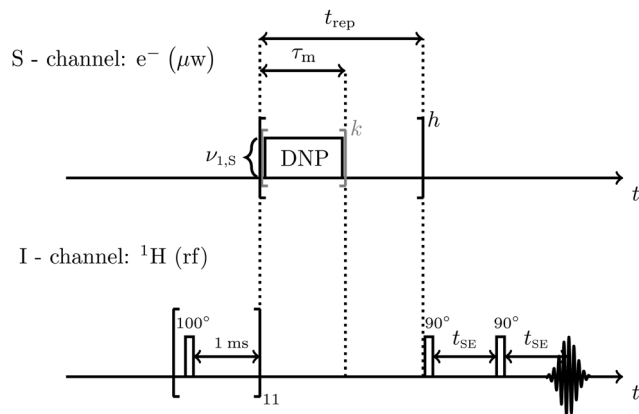 t_rep
S - channel: e⁻ (μw)
τ_m
k
h
ν_1,S
DNP
t
I - channel: ¹H (rf)
100°
90°
90°
1 ms
t_SE
t_SE
11
t